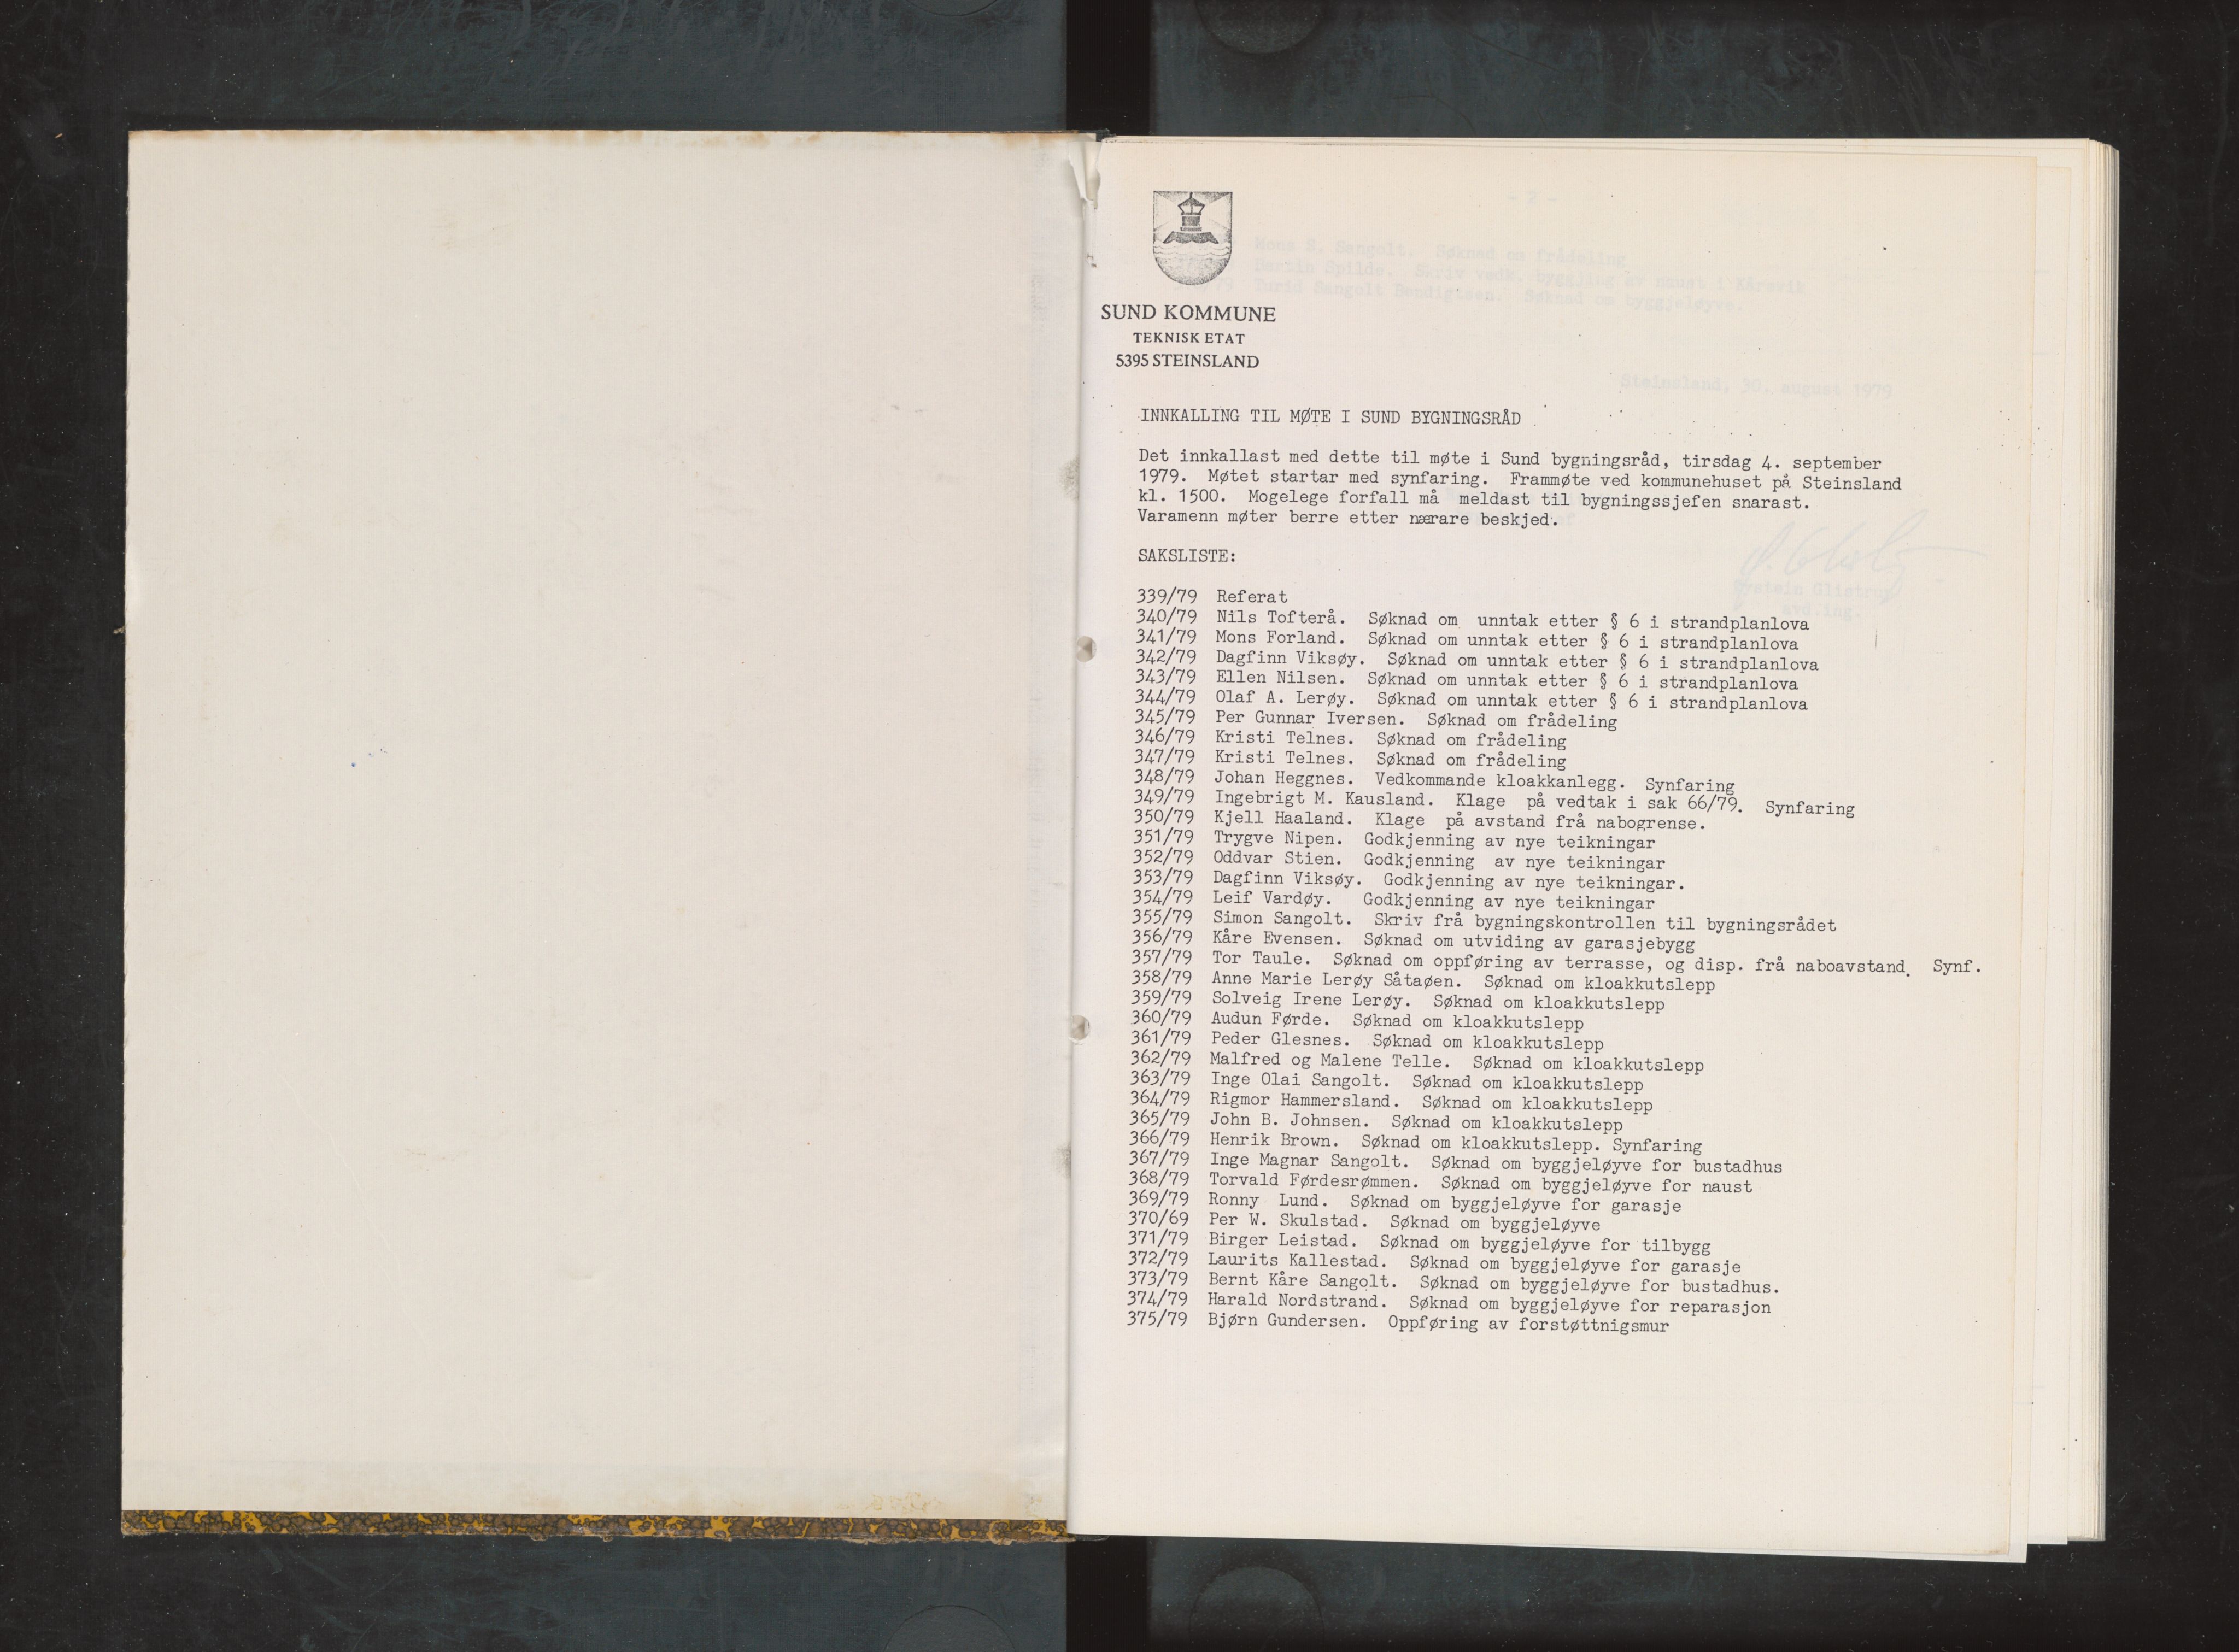 SUND KOMMUNE
TEKNISK ETAT
5395 STEINSLAND
INNKALLING TIL MØTE I SUND BYGNINGSRÅD
Det innkallast med dette til møte i Sund bygningsråd, tirsdag 4. september
1979. Møtet startar med synfaring. Frammøte ved kommunehuset på Steinsland
kl. 1500. Mogelege forfall må meldast til bygningssjefen snarast.
Varamenn møter berre etter nærare beskjed.
SAKSLISTE:
339/79 Referat
340/79 Nils Tofterå. Søknad om unntak etter § 6 i strandplanlova
341/79 Mons Forland. Søknad om unntak etter § 6 i strandplanlova
342/79 Dagfinn Viksøy. Søknad om unntak etter § 6 i strandplanlova
343/79 Ellen Nilsen. Søknad om unntak etter § 6 i strandplanlova
344/79 Olaf A. Lerøy. Søknad om unntak etter § 6 i strandplanlova
345/79 Per Gunnar Iversen. Søknad om frådeling
346/79 Kristi Telnes. Søknad om frådeling
347/79 Kristi Telnes. Søknad om frådeling
348/79 Johan Heggnes. Vedkommande kloakkanlegg. Synfaring
349/79 Ingebrigt M. Kausland. Klage på vedtak i sak 66/79. Synfaring
350/79 Kjell Haaland. Klage på avstand frå nabogrense.
351/79 Trygve Nipen. Godkjenning av nye teikningar
352/79 Oddvar Stien. Godkjenning av nye teikningar
353/79 Dagfinn Viksøy. Godkjenning av nye teikningar.
354/79 Leif Vardøy. Godkjenning av nye teikningar
355/79 Simon Sangolt. Skriv frå bygningskontrollen til bygningsrådet
356/79 Kåre Evensen. Søknad om utviding av garasjebygg
357/79 Tor Taule. Søknad om oppføring av terrasse, og disp. frå naboavstand. Synf.
358/79 Anne Marie Lerøy Såtaøen. Søknad om kloakkutslepp
359/79 Solveig Irene Lerøy. Søknad om kloakkutslepp
360/79 Audun Førde. Søknad om kloakkutslepp
361/79 Peder Glesnes. Søknad om kloakkutslepp
362/79 Malfred og Malene Telle. Søknad om kloakkutslepp
363/79 Inge Olai Sangolt. Søknad om kloakkutslepp
364/79 Rigmor Hammersland. Søknad om kloakkutslepp
365/79 John B. Johnsen. Søknad om kloakkutslepp
366/79 Henrik Brown. Søknad om kloakkutslepp. Synfaring
367/79 Inge Magnar Sangolt. Søknad om byggjeløyve for bustadhus
368/79 Torvald Førdesrømmen. Søknad om byggjeløyve for naust
369/79 Ronny Lund. Søknad om byggjeløyve for garasje
370/69 Per W. Skulstad. Søknad om byggjeløyve
371/79 Birger Leistad. Søknad om byggjeløyve for tilbygg
372/79 Laurits Kallestad. Søknad om byggjeløyve for garasje
373/79 Bernt Kåre Sangolt. Søknad om byggjeløyve for bustadhus.
374/79 Harald Nordstrand. Søknad om byggjeløyve for reparasjon
375/79 Bjørn Gundersen. Oppføring av forstøttnigsmur